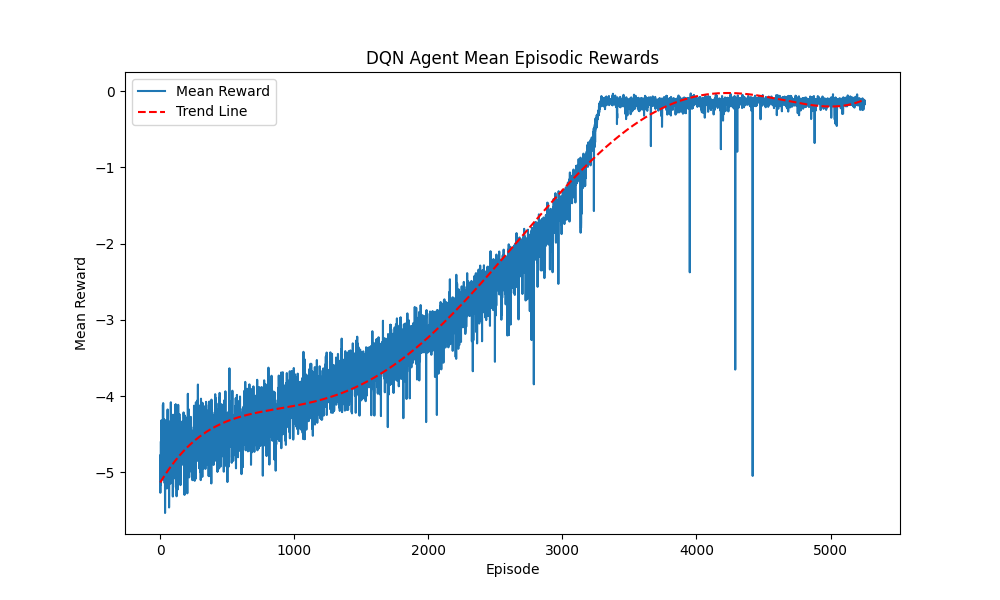 DQN Agent Mean Episodic Rewards
Mean Reward
Trend Line
0
−1
−2
−3
−4
−5
Mean Reward
0 1000 2000 3000 4000 5000
Episode